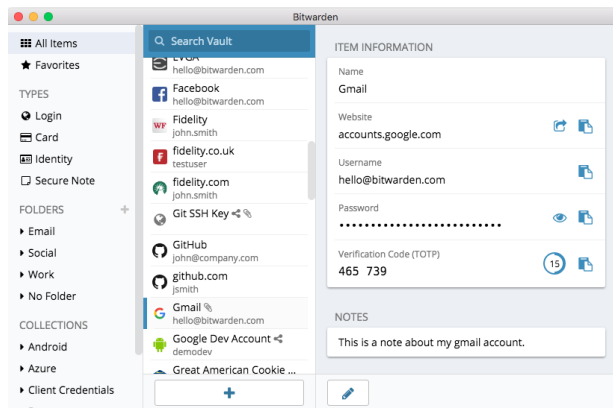 Bitwarden
All Items
Favorites
TYPES
Login
Card
Identity
Secure Note
FOLDERS
Email
Social
Work
No Folder
COLLECTIONS
Android
Azure
Client Credentials
Search Vault
EVGA
hello@bitwarden.com
Facebook
hello@bitwarden.com
WF
Fidelity
john.smith
fidelity.co.uk
testuser
fidelity.com
john.smith
Git SSH Key
GitHub
john@company.com
github.com
jsmith
Gmail
hello@bitwarden.com
Google Dev Account
demodev
Great American Cookie ...
ITEM INFORMATION
Name
Gmail
Website
accounts.google.com
Username
hello@bitwarden.com
Password
Verification Code (TOTP)
465 739
15
NOTES
This is a note about my gmail account.